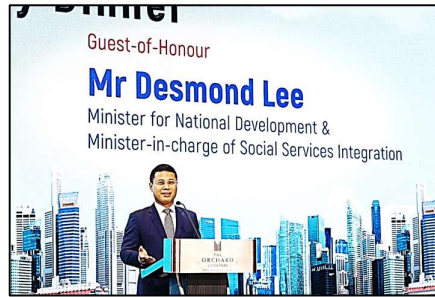 y Dinner
Guest-of-Honour
Mr Desmond Lee
Minister for National Development &
Minister-in-charge of Social Services Integration
THE
ORCHARD